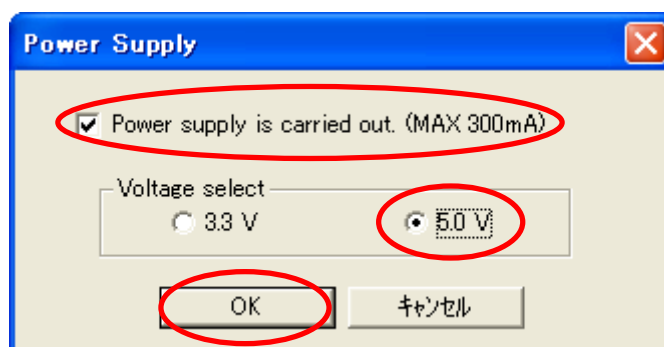 Power Supply
Power supply is carried out. (MAX 300mA)
Voltage select
3.3 V 5.0 V
OK ｷｬﾝｾﾙ